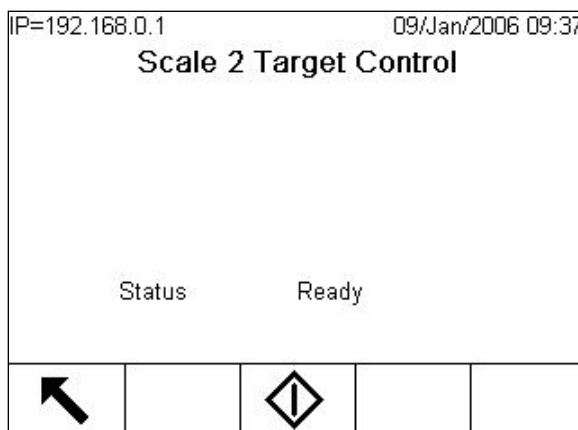 IP=192.168.0.1 09/Jan/2006 09:37
Scale 2 Target Control
Status Ready